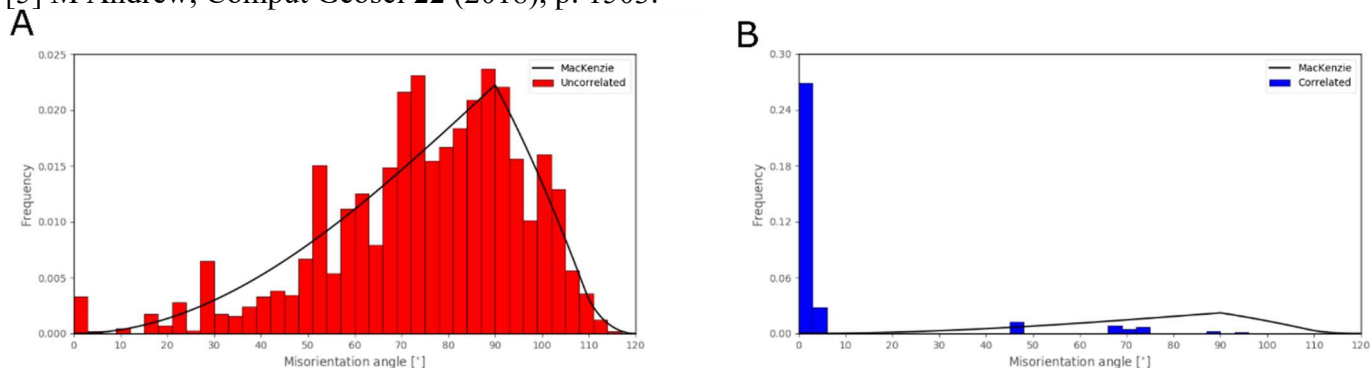 [5] M Andrew, Comput Geosci 22 (2018), p. 1503.
A
0.025
0.020
0.015
0.010
0.005
0.000
Frequency
MacKenzie
Uncorrelated
0 10 20 30 40 50 60 70 80 90 100 110 120
Misorientation angle [°]
B
0.30
0.24
0.18
0.12
0.06
0.00
Frequency
MacKenzie
Correlated
0 10 20 30 40 50 60 70 80 90 100 110 120
Misorientation angle [°]